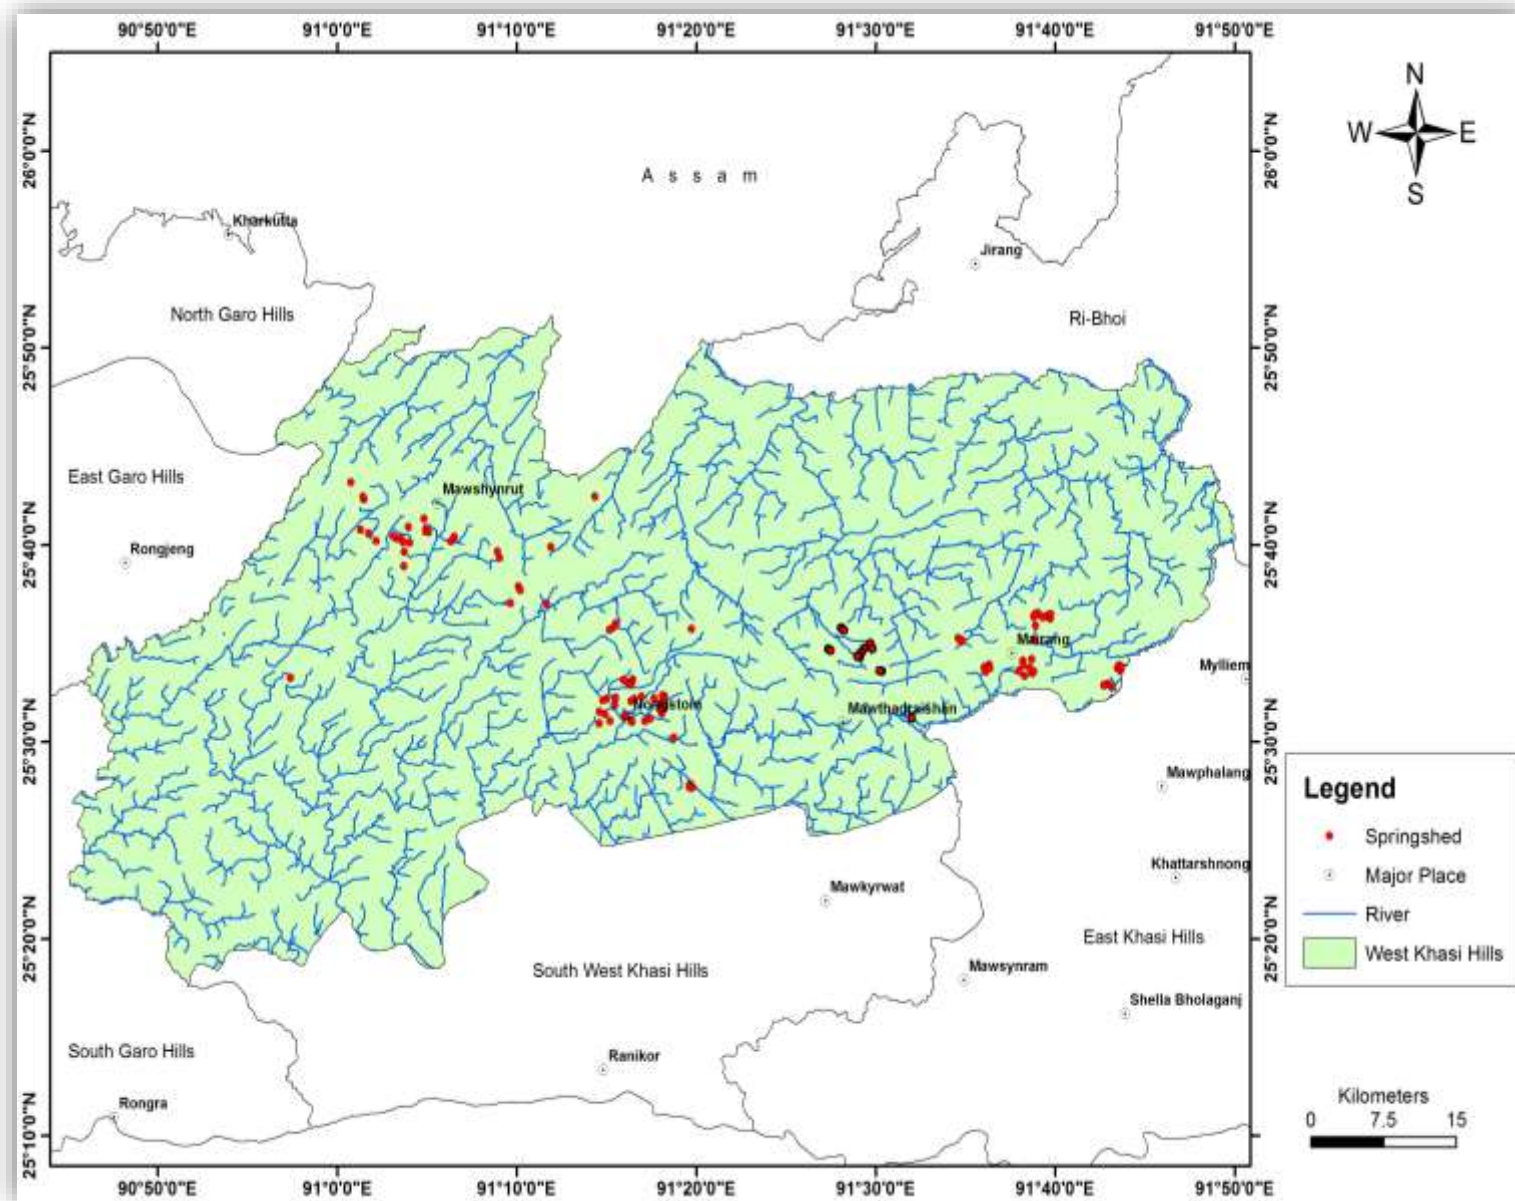 90°50'0"E 91°0'0"E 91°10'0"E 91°20'0"E 91°30'0"E 91°40'0"E 91°50'0"E
N
W E
S
26°0'0"N 26°0'0"N
Assam
Kharkutta
Jirang
North Garo Hills
Ri-Bhoi
25°50'0"N 25°50'0"N
East Garo Hills
Mawshynrut
25°40'0"N 25°40'0"N
Rongjeng
Mairang
Mylliem
Nongstoin
Mawthadraishan
25°30'0"N 25°30'0"N
Mawphalang
Legend
Springshed
Major Place
River
West Khasi Hills
Khattarshnong
Mawkyrwat
25°20'0"N 25°20'0"N
East Khasi Hills
South West Khasi Hills
Mawsynram
Shella Bholaganj
South Garo Hills
Ranikor
Rongra
Kilometers
0 7.5 15
25°10'0"N
90°50'0"E 91°0'0"E 91°10'0"E 91°20'0"E 91°30'0"E 91°40'0"E 91°50'0"E